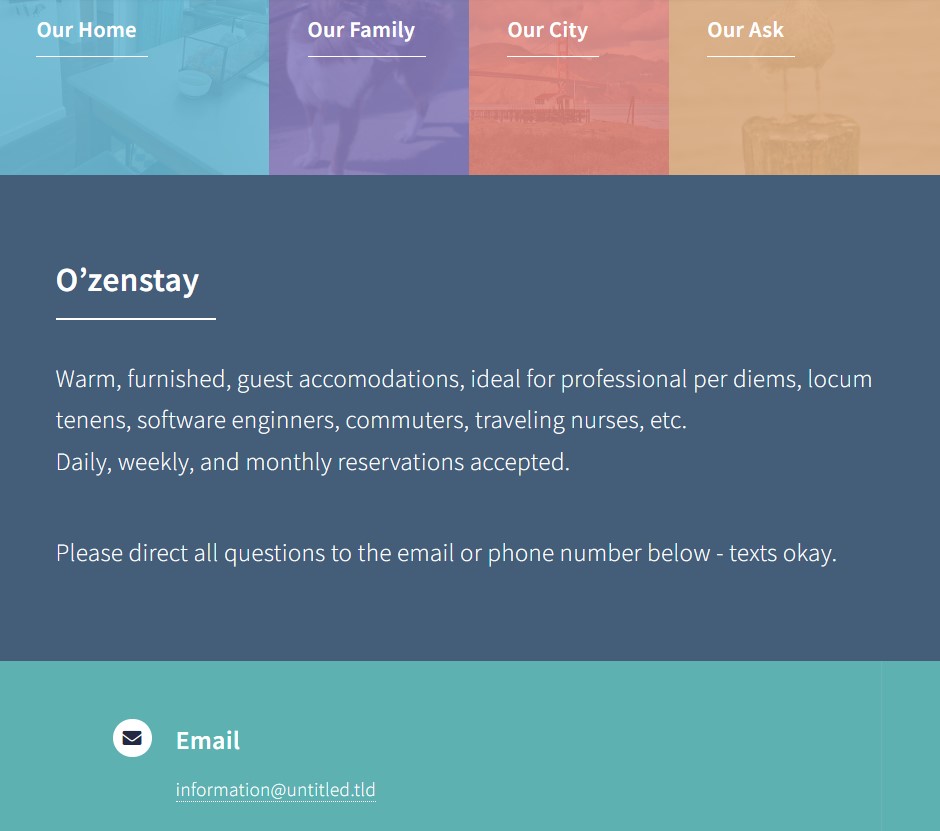 Our Home
Our Family
Our City
Our Ask
O’zenstay
Warm, furnished, guest accomodations, ideal for professional per diems, locum
tenens, software enginners, commuters, traveling nurses, etc.
Daily, weekly, and monthly reservations accepted.
Please direct all questions to the email or phone number below - texts okay.
Email
information@untitled.tld